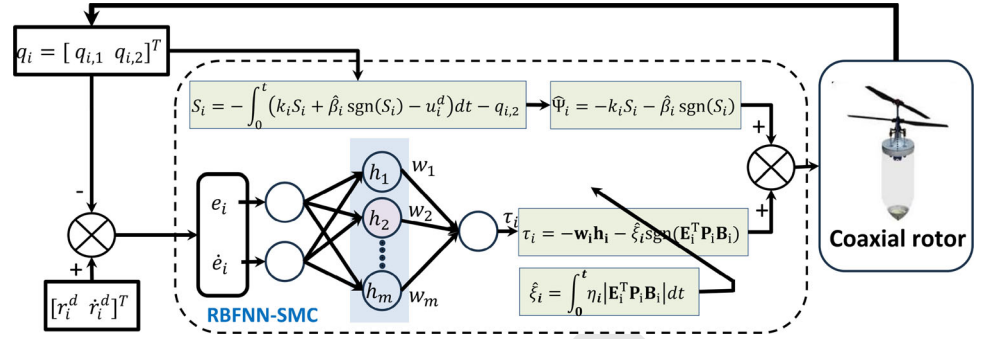 q_i = [ q_{i,1} q_{i,2}]^T
S_i = −∫_0^t (k_i S_i + β̂_i sgn(S_i) − u_i^d)dt − q_{i,2}
Ψ̂_i = −k_i S_i − β̂_i sgn(S_i)
+
-
+
[r_i^d ṙ_i^d]^T
e_i
ė_i
h_1
h_2
h_m
w_1
w_2
w_m
τ_i
τ_i = −w_i h_i − ξ̂_i sgn(E_i^T P_i B_i)
+
ξ̂_i = ∫_0^t η_i |E_i^T P_i B_i| dt
RBFNN-SMC
Coaxial rotor